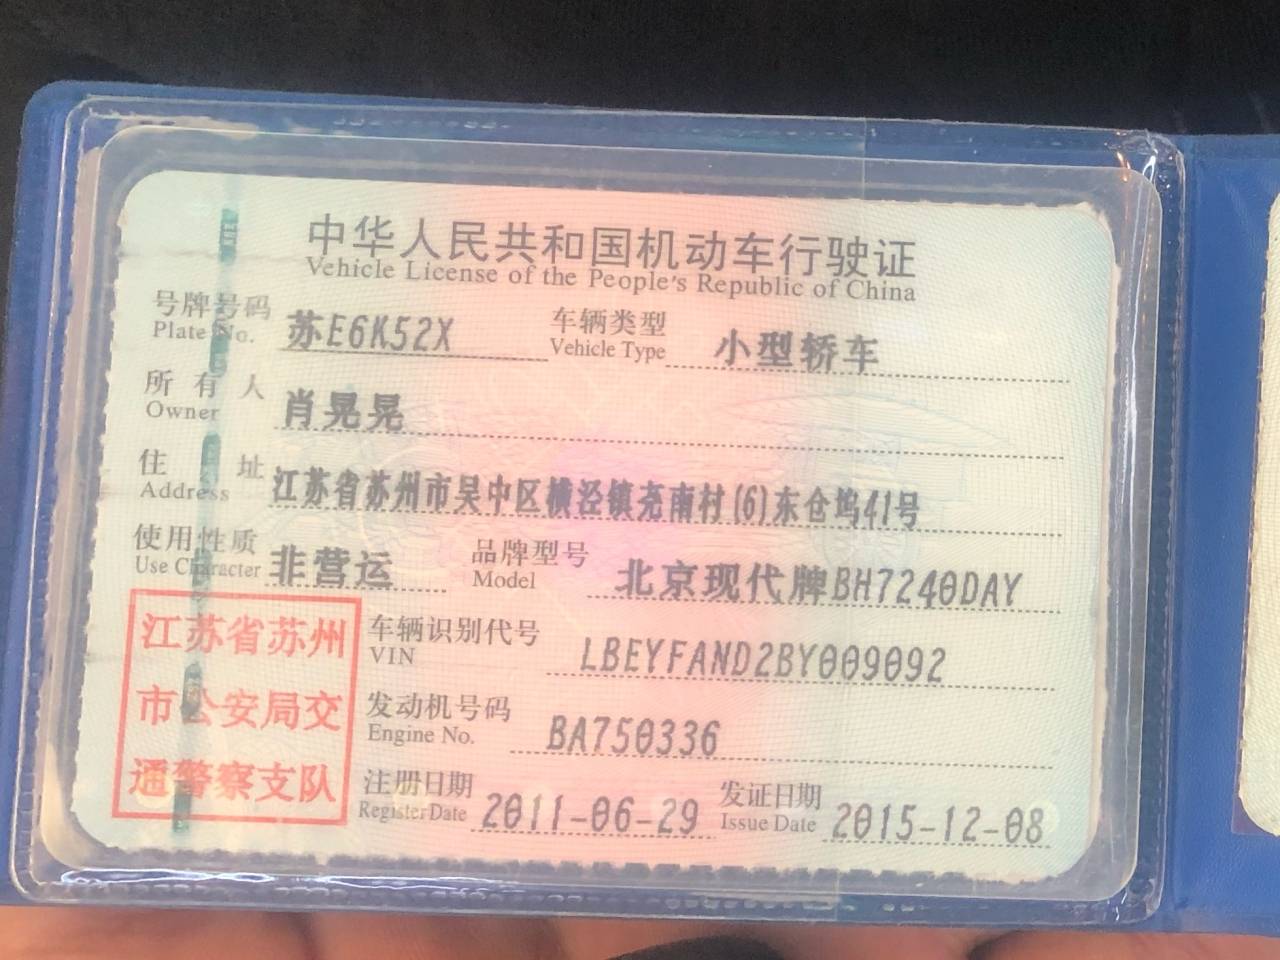 中华人民共和国机动车行驶证
Vehicle License of the People's Republic of China
号牌号码 苏E6K52X 车辆类型 小型轿车
Plate No. Vehicle Type
所有人 肖晃晃
Owner
住址 江苏省苏州市吴中区横泾镇尧南村(6)东仓坞41号
Address
使用性质 非营运 品牌型号 北京现代牌BH7240DAY
Use Character Model
江苏省苏州
市公安局交
通警察支队
车辆识别代号 LBEYFAND2BY009092
VIN
发动机号码 BA750336
Engine No.
注册日期 2011-06-29 发证日期 2015-12-08
Register Date Issue Date